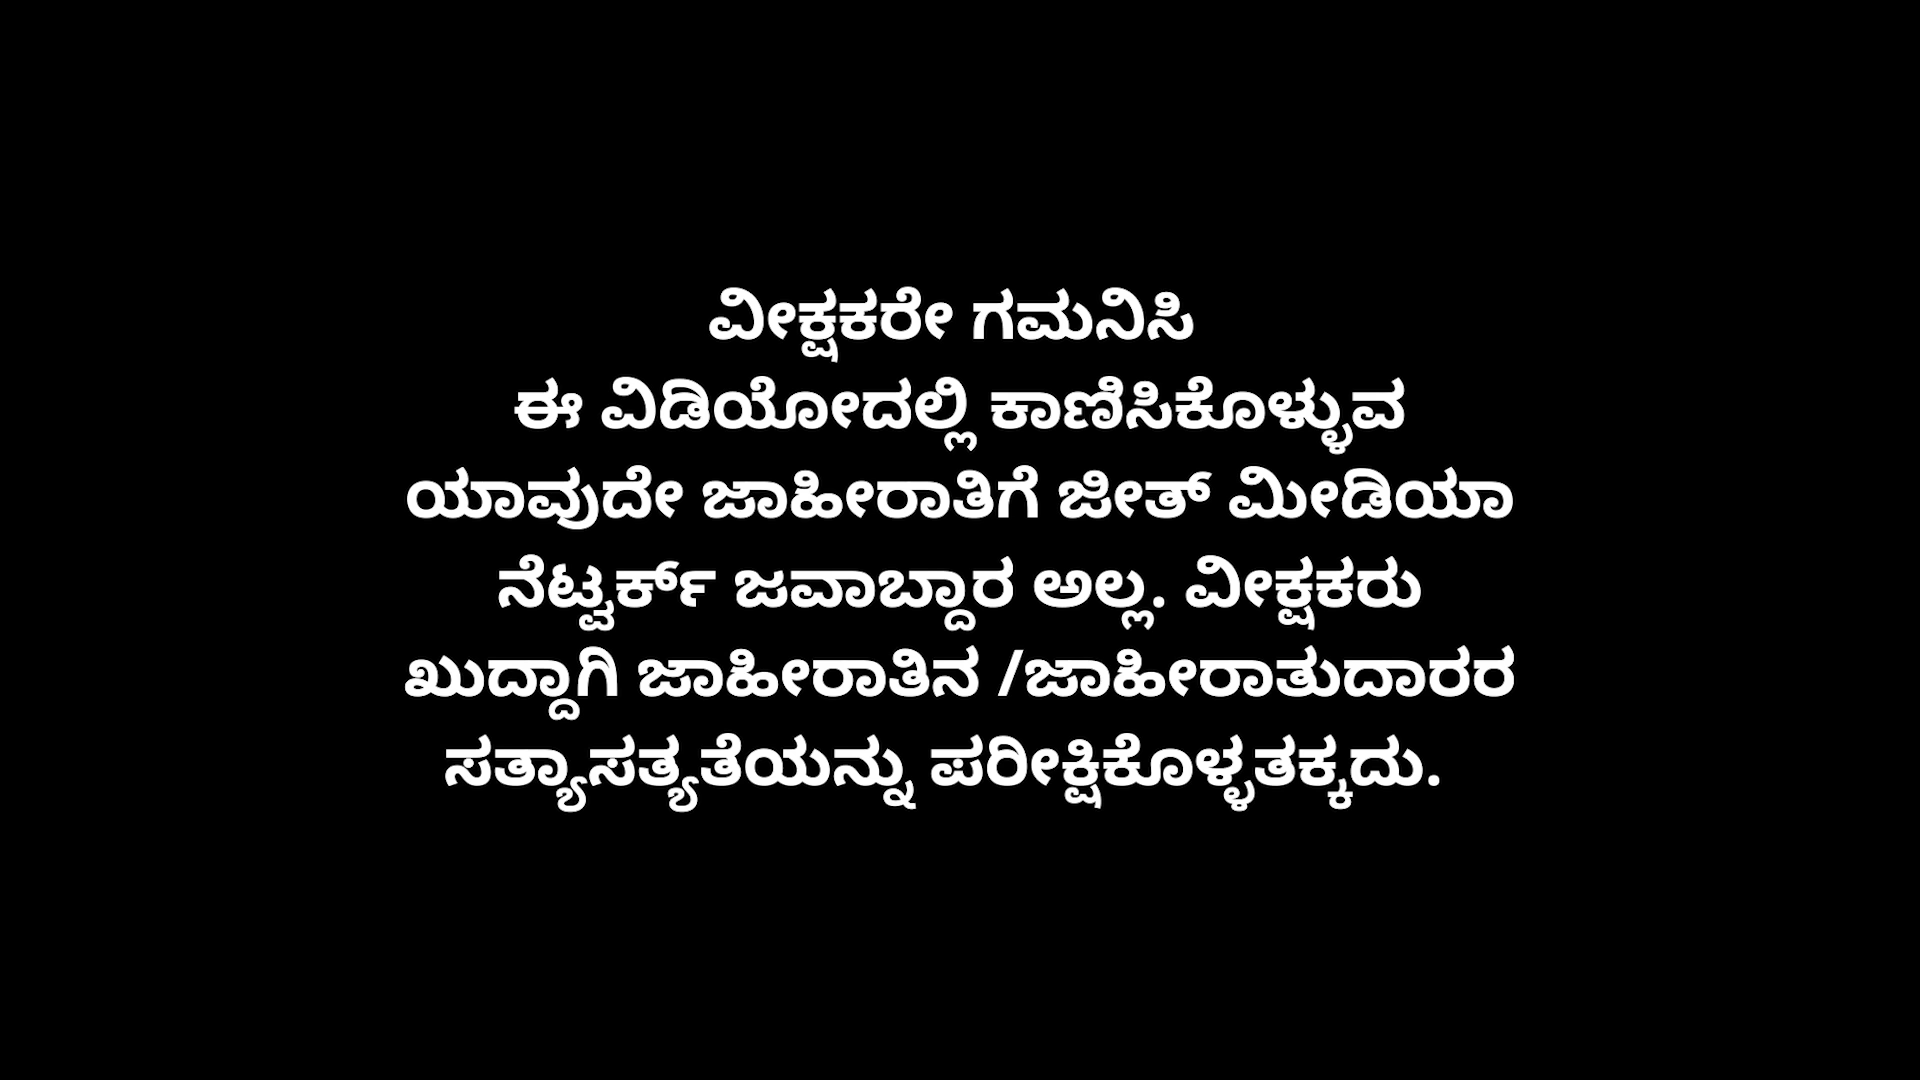 ವೀಕ್ಷಕರೇ ಗಮನಿಸಿ
ಈ ವಿಡಿಯೋದಲ್ಲಿ ಕಾಣಿಸಿಕೊಳ್ಳುವ
ಯಾವುದೇ ಜಾಹೀರಾತಿಗೆ ಜೀತ್ ಮೀಡಿಯಾ
ನೆಟ್ವರ್ಕ್ ಜವಾಬ್ದಾರ ಅಲ್ಲ. ವೀಕ್ಷಕರು
ಖುದ್ದಾಗಿ ಜಾಹೀರಾತಿನ /ಜಾಹೀರಾತುದಾರರ
ಸತ್ಯಾಸತ್ಯತೆಯನ್ನು ಪರೀಕ್ಷಿಕೊಳ್ಳತಕ್ಕದು.